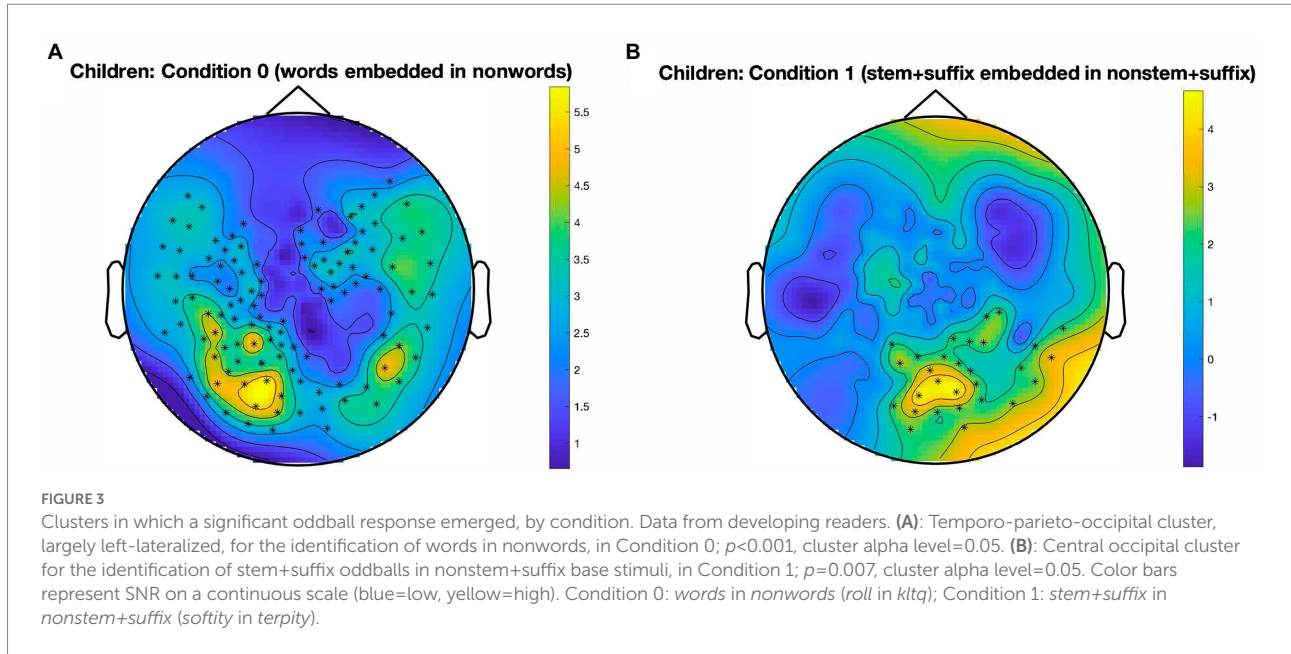 A
Children: Condition 0 (words embedded in nonwords)
5.5
5
4.5
4
3.5
3
2.5
2
1.5
1
B
Children: Condition 1 (stem+suffix embedded in nonstem+suffix)
4
3
2
1
0
-1
FIGURE 3
Clusters in which a significant oddball response emerged, by condition. Data from developing readers. (A): Temporo-parieto-occipital cluster,
largely left-lateralized, for the identification of words in nonwords, in Condition 0; p<0.001, cluster alpha level=0.05. (B): Central occipital cluster
for the identification of stem+suffix oddballs in nonstem+suffix base stimuli, in Condition 1; p=0.007, cluster alpha level=0.05. Color bars
represent SNR on a continuous scale (blue=low, yellow=high). Condition 0: words in nonwords (roll in kltq); Condition 1: stem+suffix in
nonstem+suffix (softity in terpity).